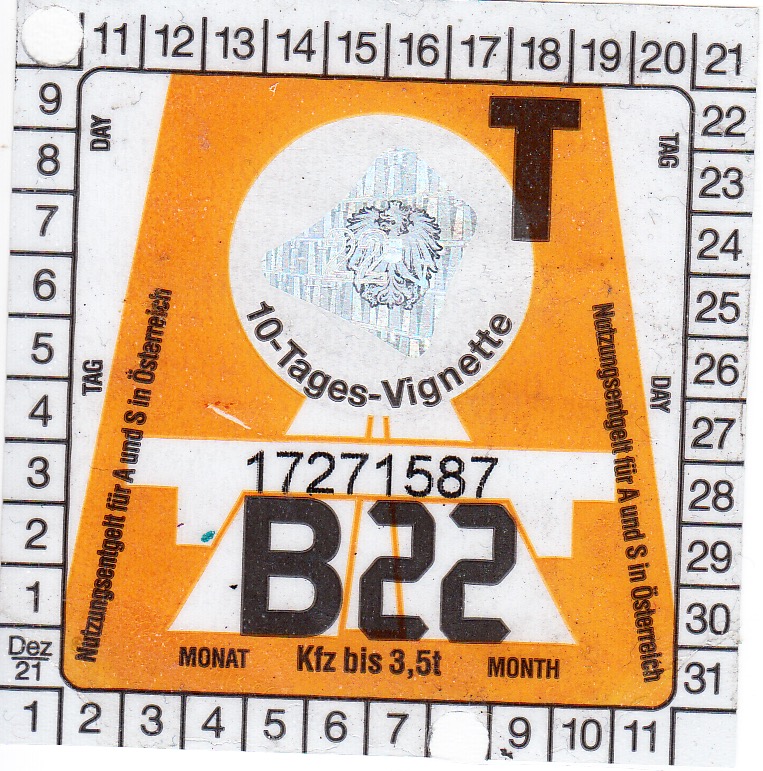 11 12 13 14 15 16 17 18 19 20 21
9
8
7
6
5
4
3
2
1
Dez
21
1 2 3 4 5 6 7 9 10 11
22
23
24
25
26
27
28
29
30
31
DAY
TAG
T
TAG
DAY
10-Tages-Vignette
Nutzungsentgelt für A und S in Österreich
Nutzungsentgelt für A und S in Österreich
17271587
B22
MONAT Kfz bis 3,5t MONTH